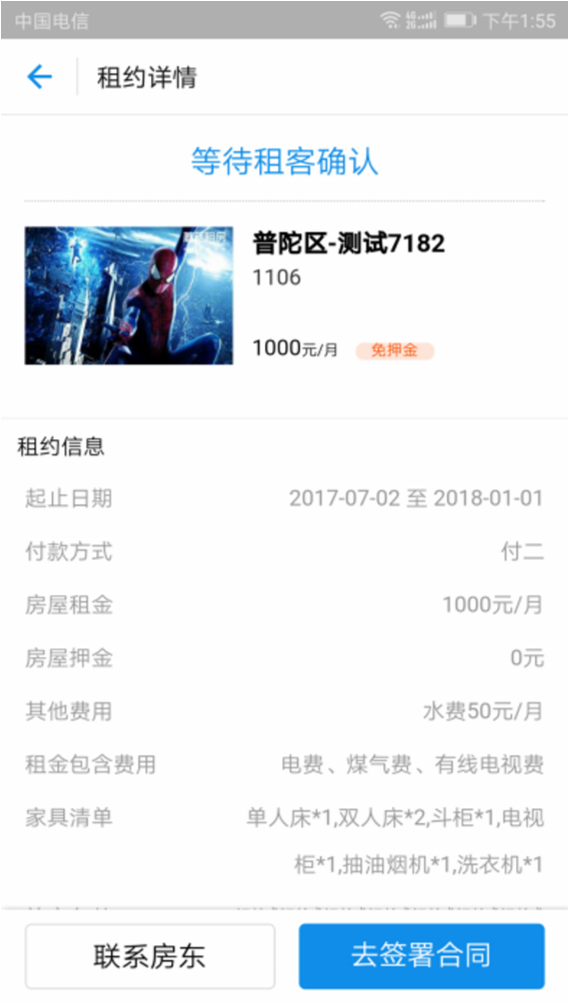 中国电信
下午1:55
租约详情
等待租客确认
普陀区-测试7182
1106
1000元/月
免押金
租约信息
起止日期
2017-07-02 至 2018-01-01
付款方式
付二
房屋租金
1000元/月
房屋押金
0元
其他费用
水费50元/月
租金包含费用
电费、煤气费、有线电视费
家具清单
单人床*1,双人床*2,斗柜*1,电视
柜*1,抽油烟机*1,洗衣机*1
联系房东
去签署合同